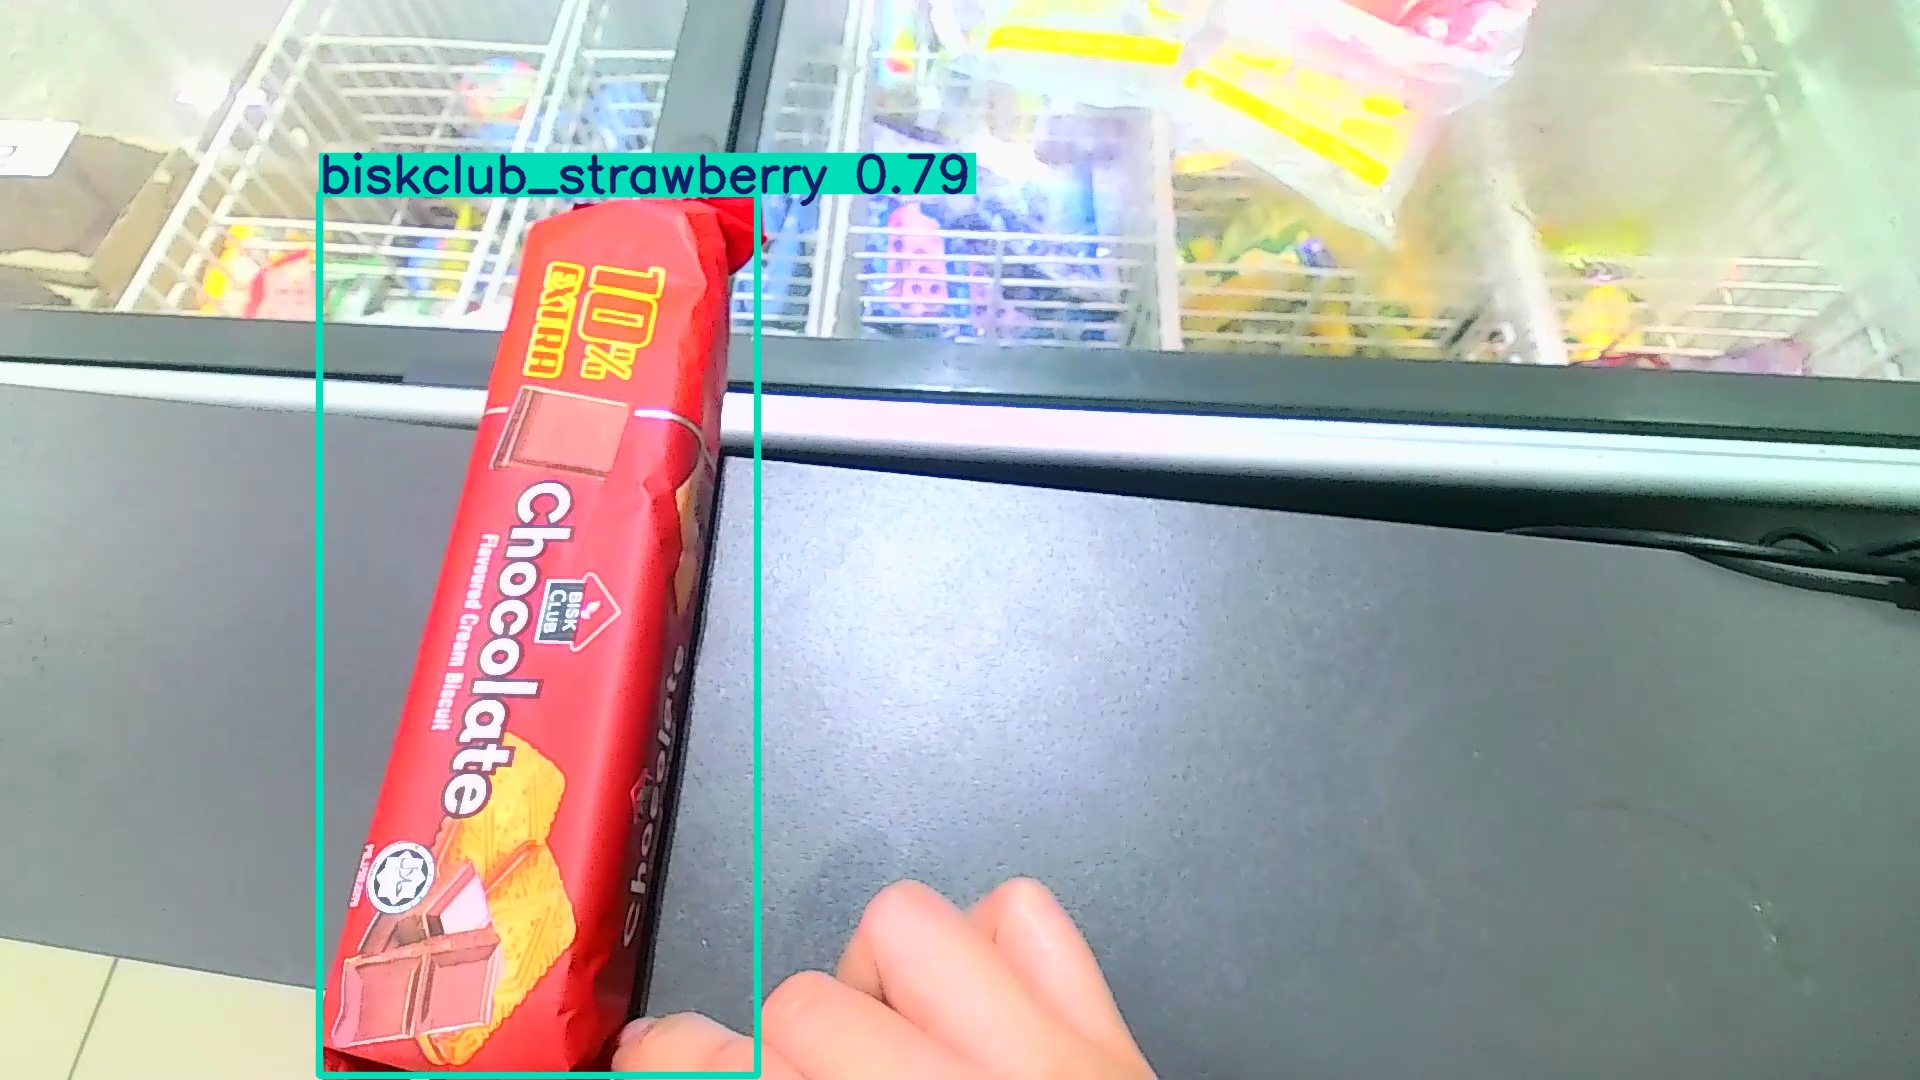 biskclub_strawberry 0.79
10%
EXTRA
BISK
CLUB
Chocolate
Flavoured Cream Biscuit
Chocolate